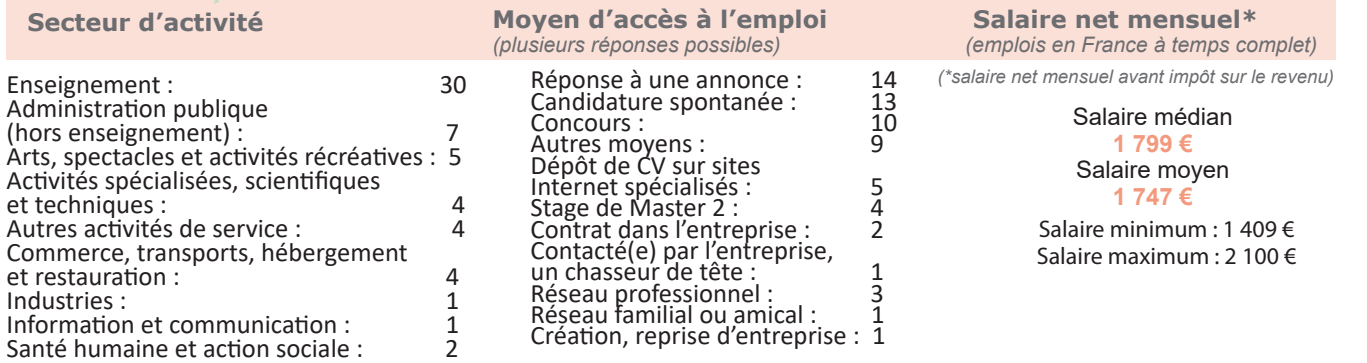 Secteur d’activité
Enseignement : 30
Administration publique
(hors enseignement) : 7
Arts, spectacles et activités récréatives : 5
Activités spécialisées, scientifiques
et techniques : 4
Autres activités de service : 4
Commerce, transports, hébergement
et restauration : 4
Industries : 1
Information et communication : 1
Santé humaine et action sociale : 2
Moyen d’accès à l’emploi
(plusieurs réponses possibles)
Réponse à une annonce : 14
Candidature spontanée : 13
Concours : 10
Autres moyens : 9
Dépôt de CV sur sites
Internet spécialisés : 5
Stage de Master 2 : 4
Contrat dans l’entreprise : 2
Contacté(e) par l’entreprise,
un chasseur de tête : 1
Réseau professionnel : 3
Réseau familial ou amical : 1
Création, reprise d’entreprise : 1
Salaire net mensuel*
(emplois en France à temps complet)
(*salaire net mensuel avant impôt sur le revenu)
Salaire médian
1 799 €
Salaire moyen
1 747 €
Salaire minimum : 1 409 €
Salaire maximum : 2 100 €